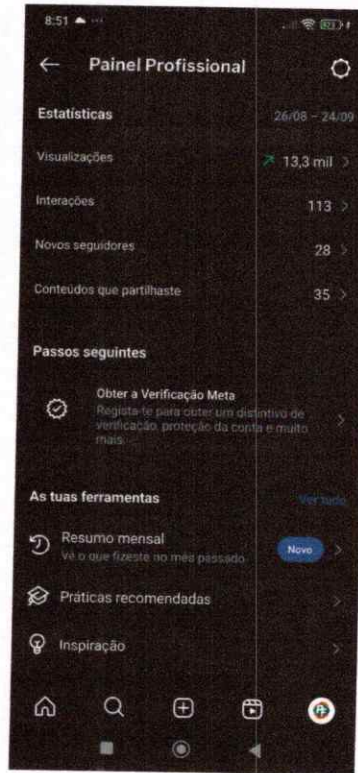 8:51
Painel Profissional
Estatísticas 26/08 – 24/09
Visualizações 13,3 mil
Interações 113
Novos seguidores 28
Conteúdos que partilhaste 35
Passos seguintes
Obter a Verificação Meta
Regista-te para obter um distintivo de
verificação, proteção da conta e muito
mais.
As tuas ferramentas Ver tudo
Resumo mensal Novo
Vê o que fizeste no mês passado
Práticas recomendadas
Inspiração